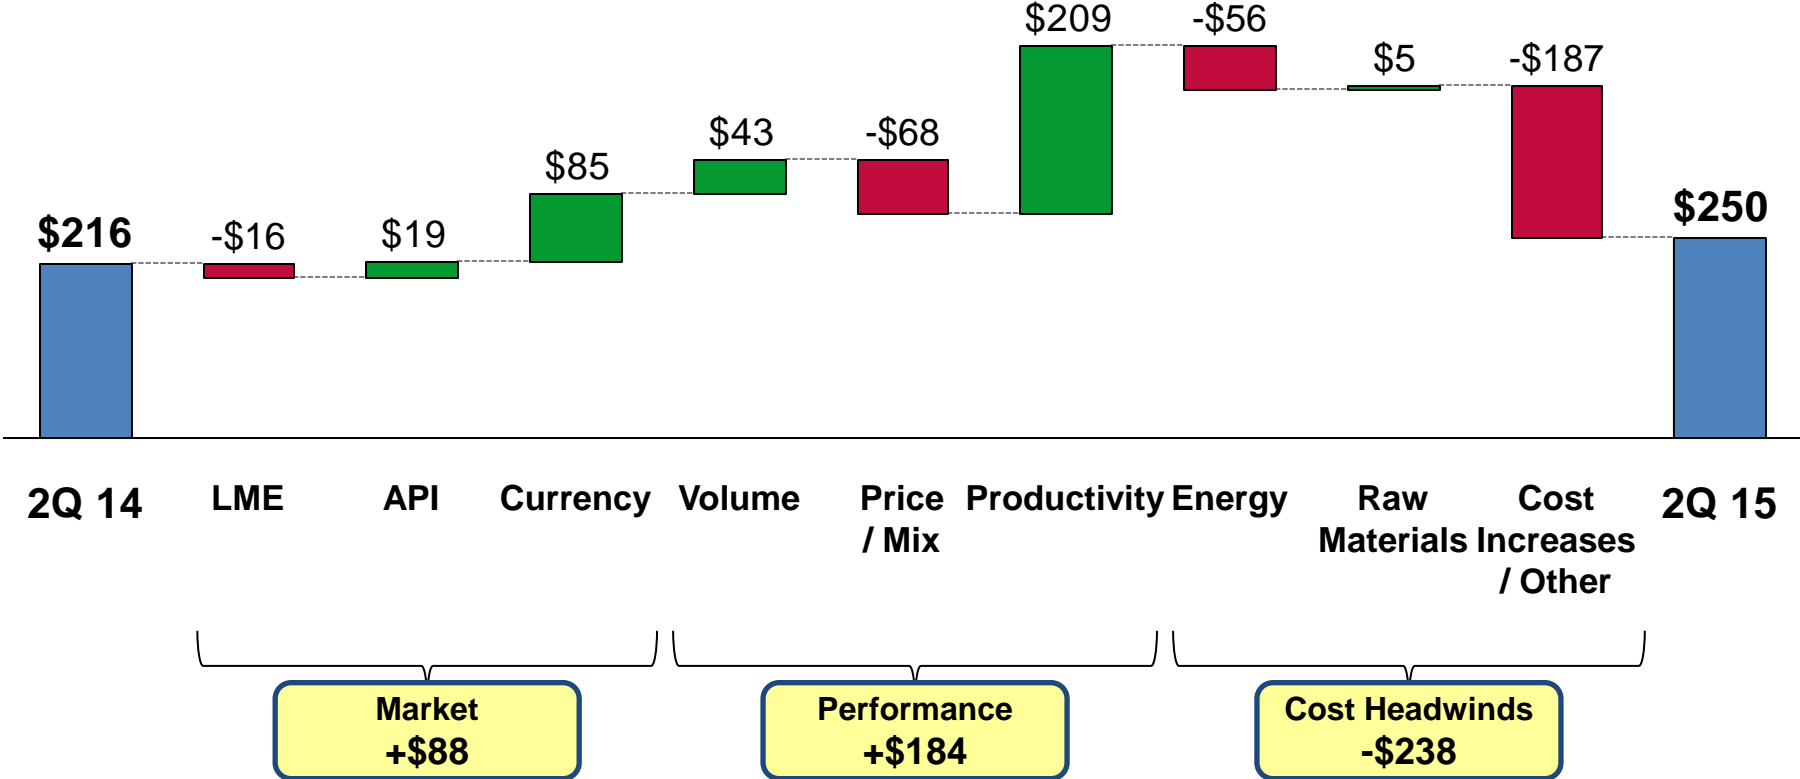 $216
-$16
$19
$85
$43
-$68
$209
-$56
$5
-$187
$250
2Q 14
LME
API
Currency
Volume
Price
/ Mix
Productivity
Energy
Raw
Materials
Cost
Increases
/ Other
2Q 15
Market
+$88
Performance
+$184
Cost Headwinds
-$238